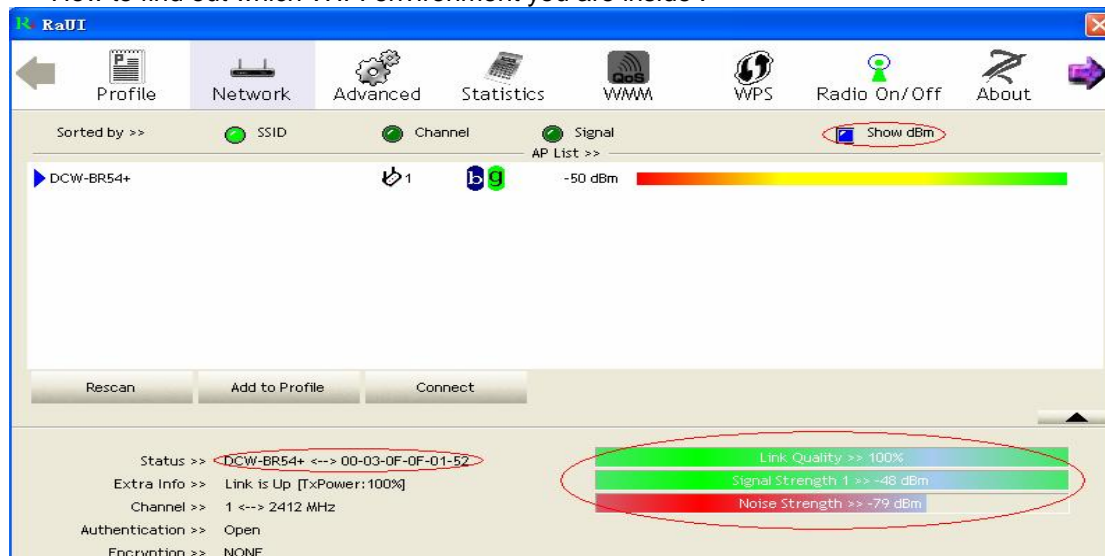 RaUI
Profile Network Advanced Statistics QoS WMM WPS Radio On/Off About
Sorted by >> SSID Channel Signal Show dBm
AP List >>
DCW-BR54+ 1 b g -50 dBm
Rescan Add to Profile Connect
Status >> DCW-BR54+ <--> 00-03-0F-0F-01-52
Link Quality >> 100%
Extra Info >> Link is Up [TxPower:100%]
Signal Strength 1 >> -48 dBm
Channel >> 1 <--> 2412 MHz
Noise Strength >> -79 dBm
Authentication >> Open
Encryption >> NONE